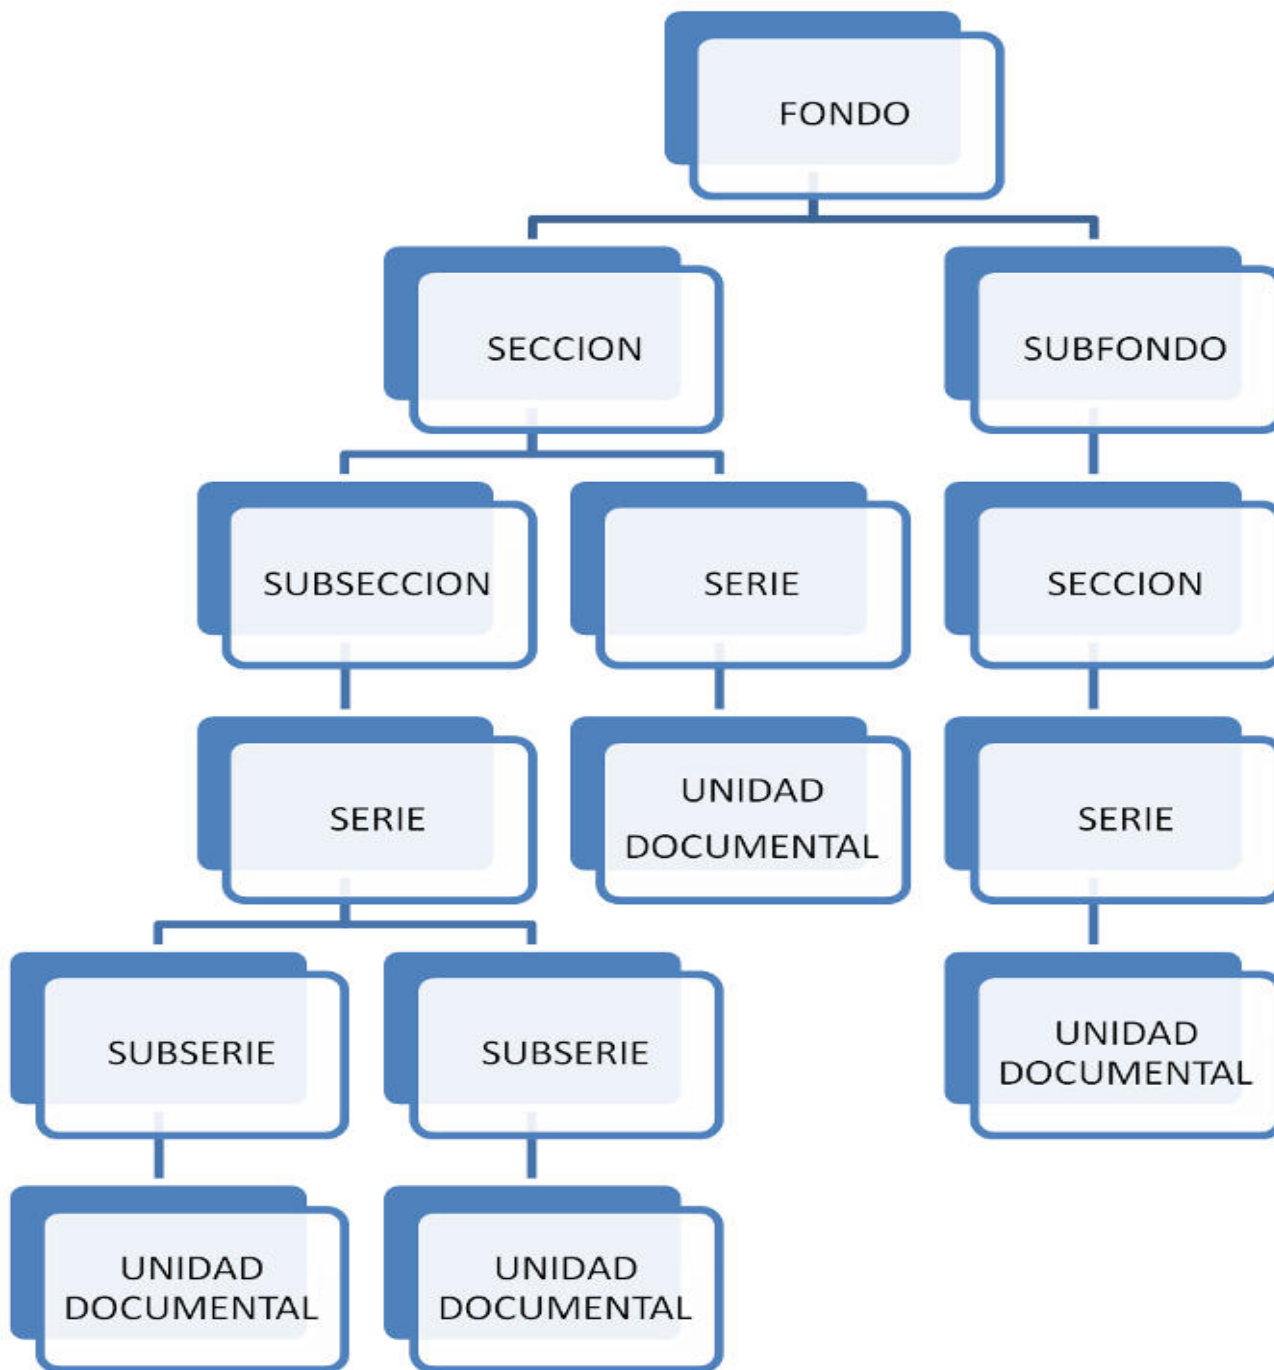 FONDO
SECCION
SUBFONDO
SUBSECCION
SERIE
SECCION
SERIE
UNIDAD
DOCUMENTAL
SERIE
SUBSERIE
SUBSERIE
UNIDAD
DOCUMENTAL
UNIDAD
DOCUMENTAL
UNIDAD
DOCUMENTAL